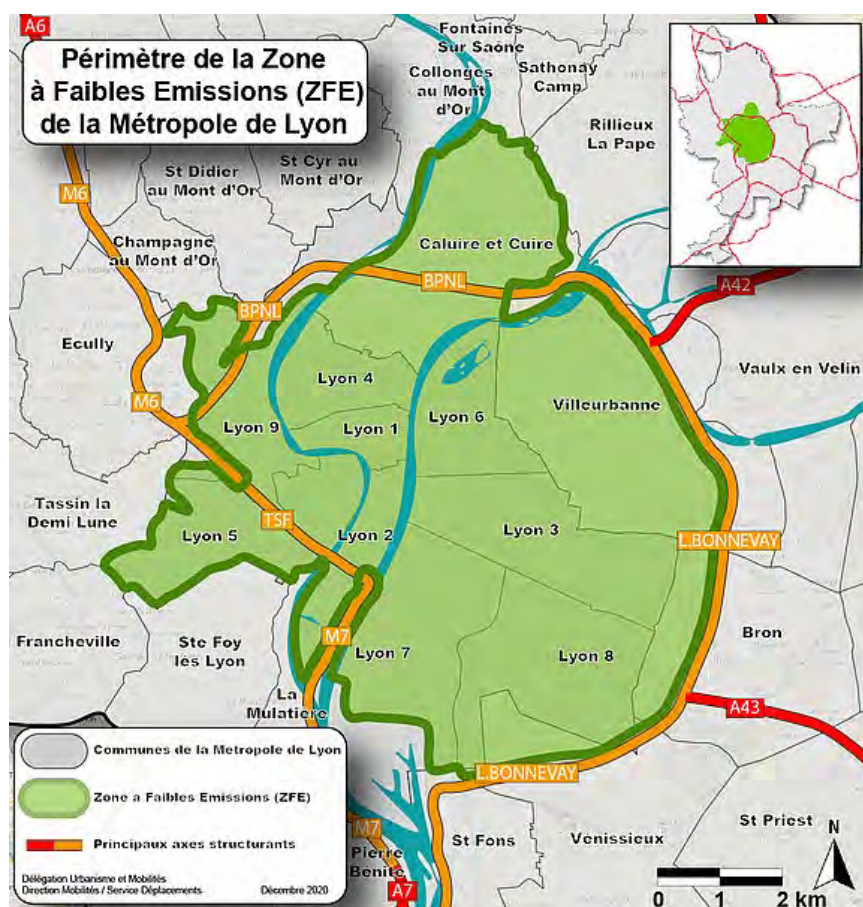 A6
Périmètre de la Zone
à Faibles Emissions (ZFE)
de la Métropole de Lyon
Fontaines
Sur Saône
Collonges
au Mont
d'Or
Sathonay
Camp
Rillieux
La Pape
St Didier
au Mont d'Or
St Cyr au
Mont d'Or
M6
Champagne
au Mont d'Or
Caluire et Cuire
BPNL
BPNL
A42
Ecully
Vaulx en Velin
Lyon 4
Lyon 6
Villeurbanne
M6
Lyon 9
Lyon 1
Tassin la
Demi Lune
TSF
Lyon 5
Lyon 2
Lyon 3
L.BONNEVAY
Francheville
Ste Foy
les Lyon
M7
Lyon 7
Lyon 8
Bron
La
Mulatière
A43
L.BONNEVAY
Communes de la Metropole de Lyon
Zone a Faibles Emissions (ZFE)
Principaux axes structurants
Délégation Urbanisme et Mobilités
Direction Mobilités / Service Déplacements
Décembre 2020
M7
Pierre
Bénite
A7
St Fons
Vénissieux
St Priest
N
0 1 2 km